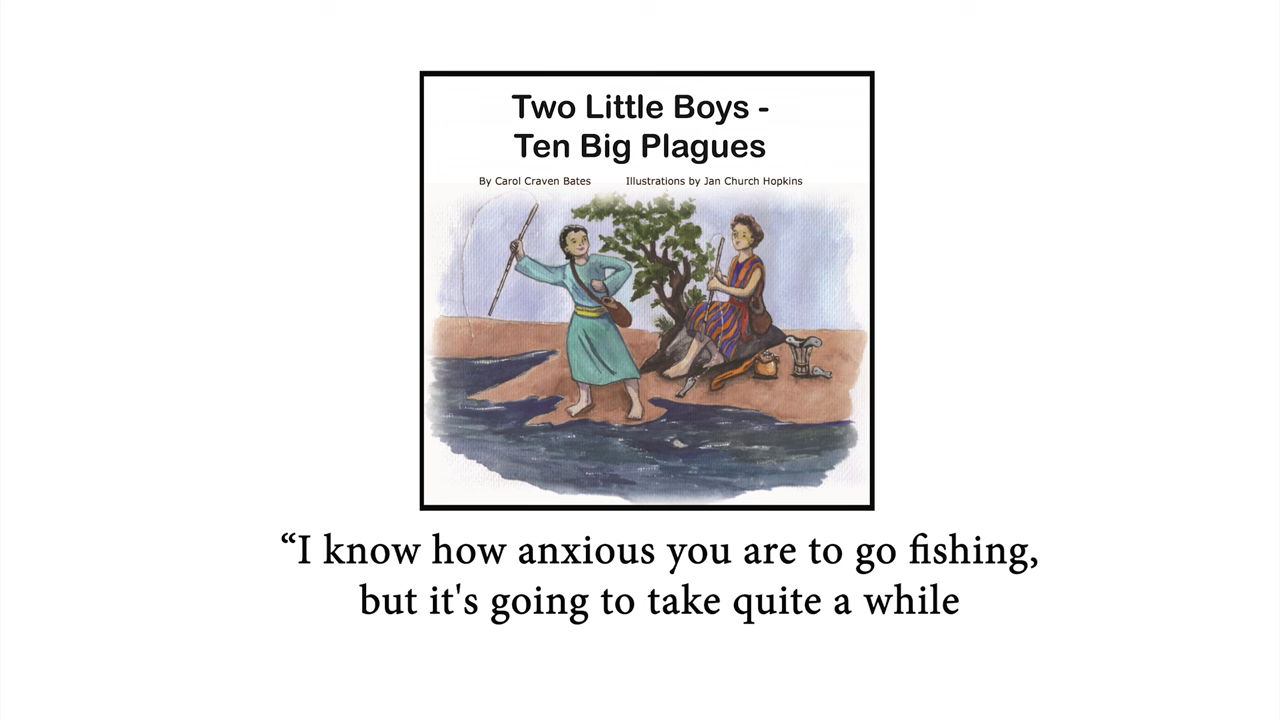 Two Little Boys -
Ten Big Plagues
By Carol Craven Bates Illustrations by Jan Church Hopkins
“I know how anxious you are to go fishing,
but it's going to take quite a while